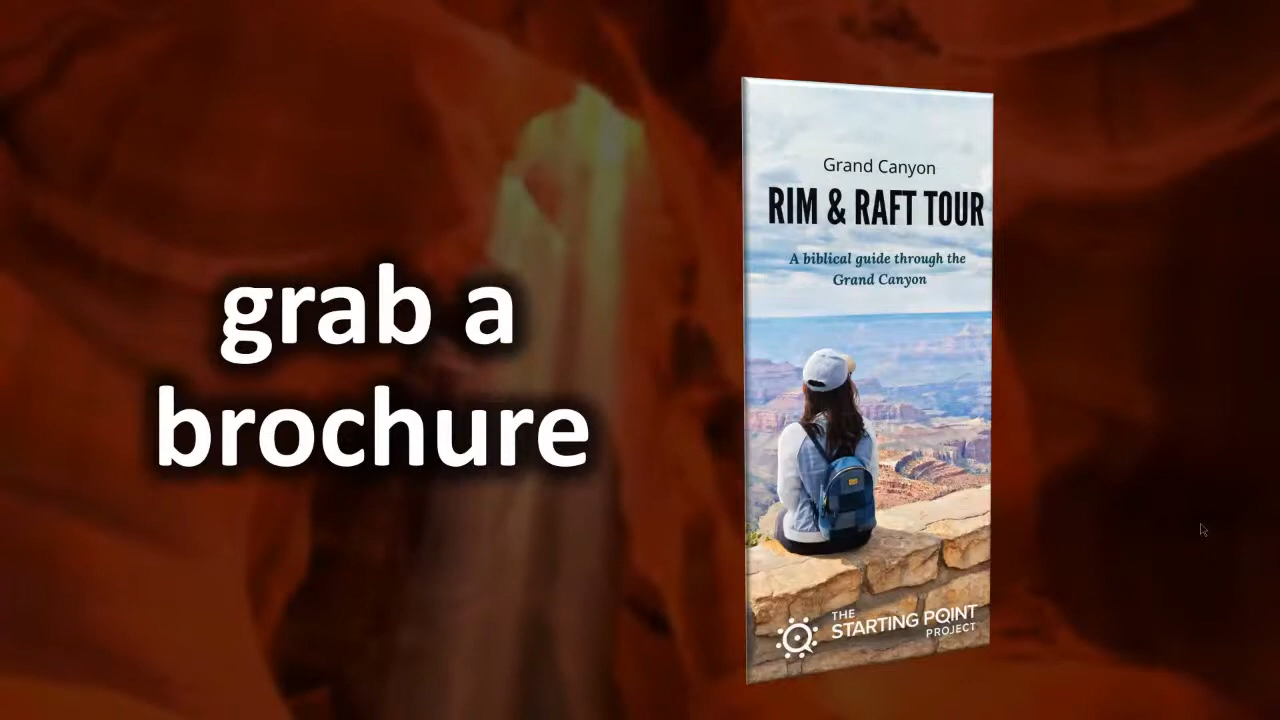 grab a
brochure
Grand Canyon
RIM & RAFT TOUR
A biblical guide through the
Grand Canyon
THE
STARTING POINT
PROJECT